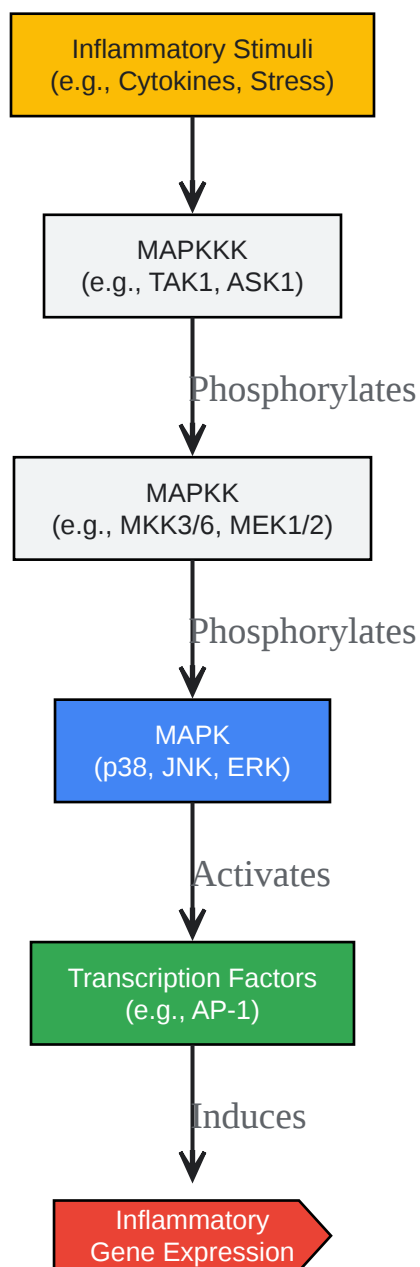 Inflammatory Stimuli
(e.g., Cytokines, Stress)
MAPKKK
(e.g., TAK1, ASK1)
Phosphorylates
MAPKK
(e.g., MKK3/6, MEK1/2)
Phosphorylates
MAPK
(p38, JNK, ERK)
Activates
Transcription Factors
(e.g., AP-1)
Induces
Inflammatory
Gene Expression